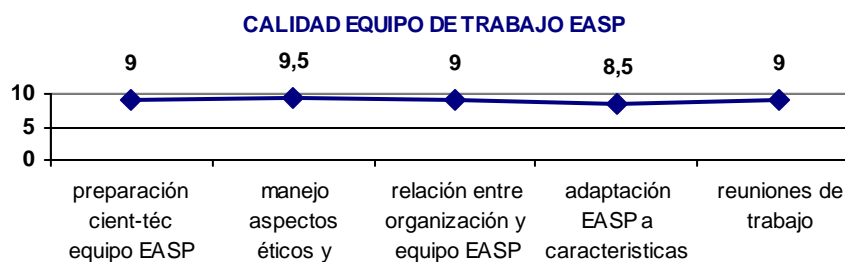 CALIDAD EQUIPO DE TRABAJO EASP
9 9,5 9 8,5 9
10
5
0
preparación manejo relación entre adaptación reuniones de
cient-téc aspectos organización y EASP a trabajo
equipo EASP éticos y equipo EASP caracteristicas